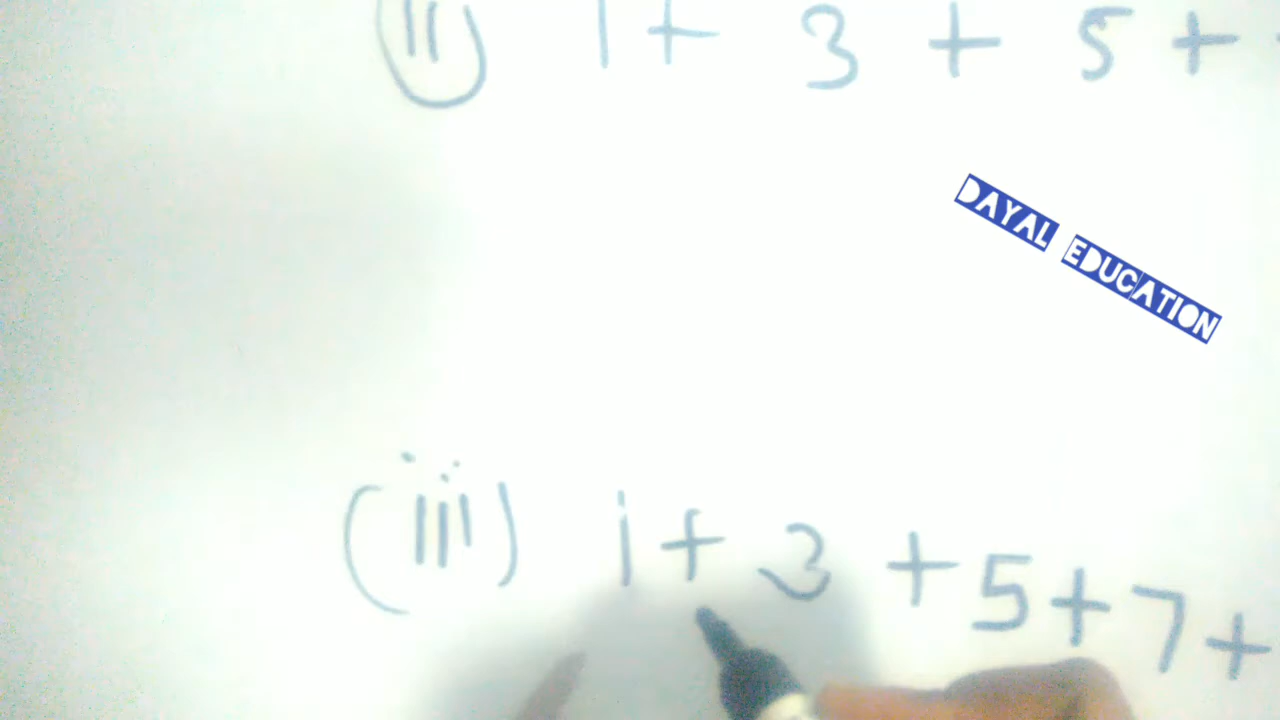 (ii) 1 + 3 + 5 +
DAYAL EDUCATION
(iii) 1 + 3 + 5 + 7 +